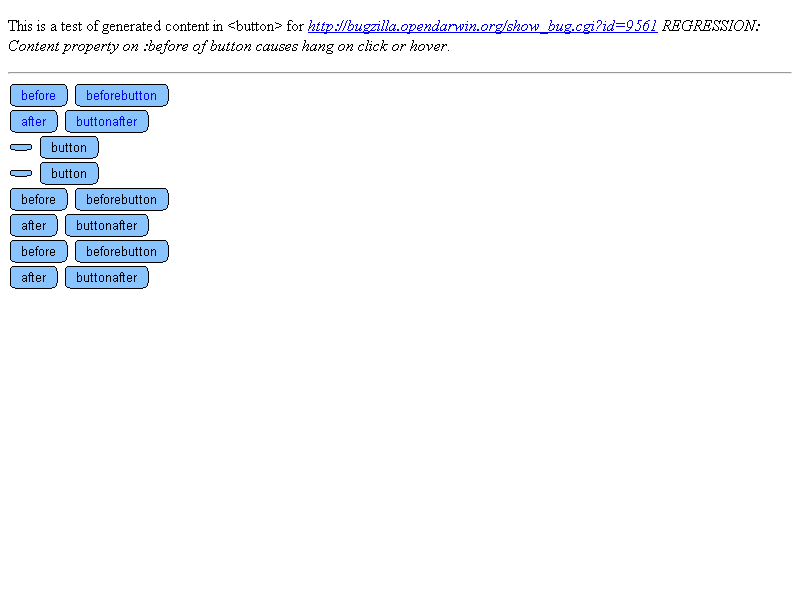 This is a test of generated content in <button> for http://bugzilla.opendarwin.org/show_bug.cgi?id=9561 REGRESSION:
Content property on :before of button causes hang on click or hover.
before beforebutton
after buttonafter
button
button
before beforebutton
after buttonafter
before beforebutton
after buttonafter